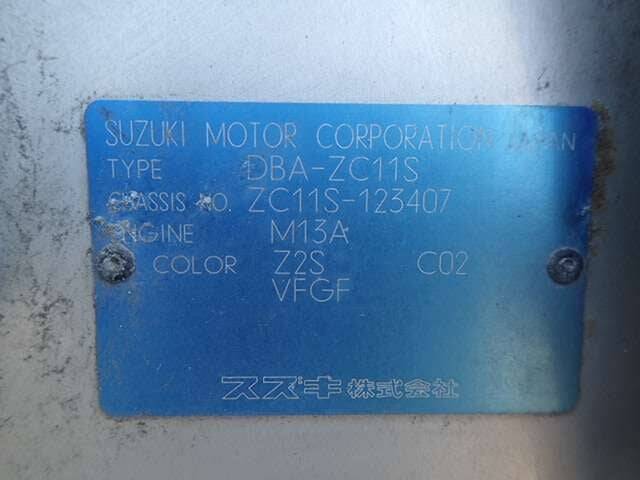 SUZUKI MOTOR CORPORATION JAPAN
TYPE DBA-ZC11S
CHASSIS NO. ZC11S-123407
ENGINE M13A
COLOR Z2S C02
VFGF
スズキ株式会社